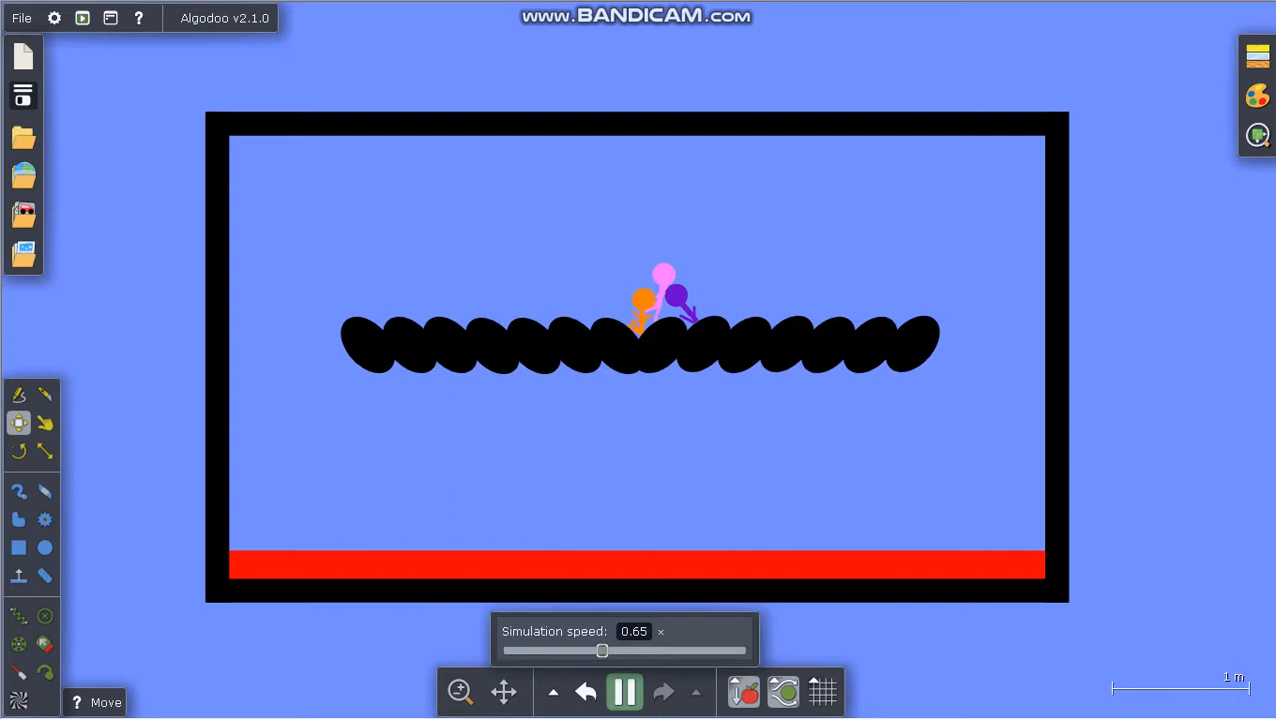 www.BANDICAM.com
File ? Algodoo v2.1.0
Simulation speed: 0.65 x
1 m
? Move